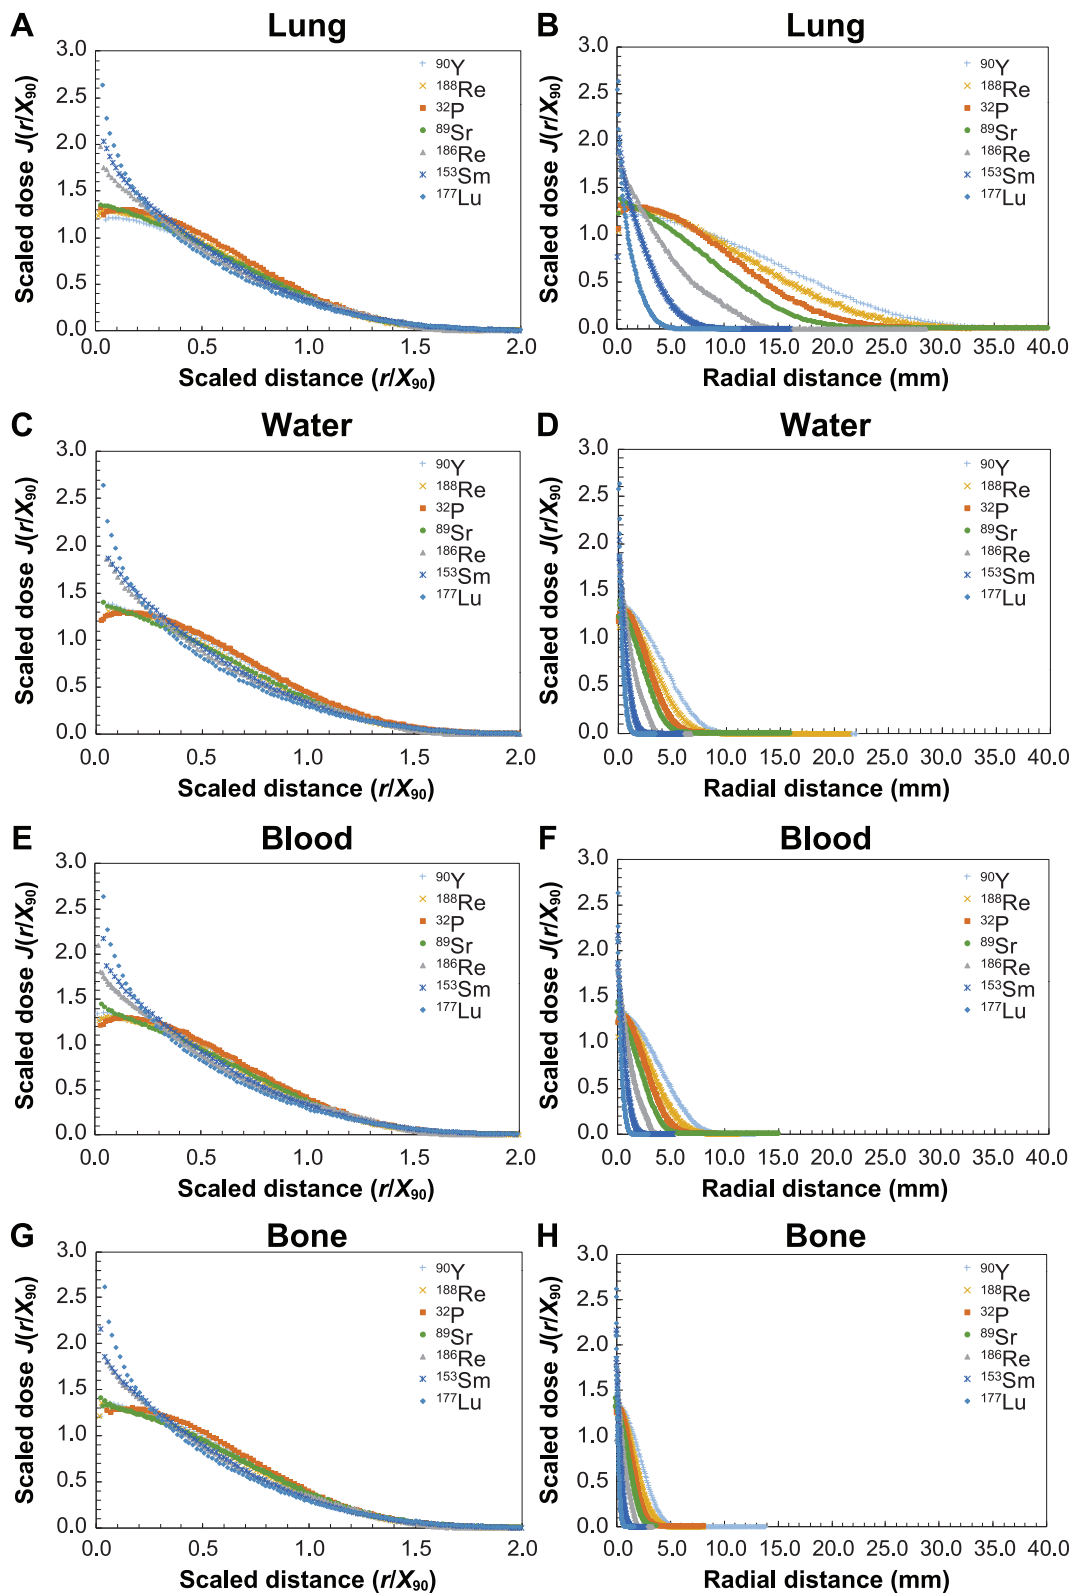 A Lung
3.0
2.5
2.0
1.5
1.0
0.5
0.0
Scaled dose J(r/X90)
90Y
188Re
32P
89Sr
186Re
153Sm
177Lu
0.0 0.5 1.0 1.5 2.0
Scaled distance (r/X90)
B Lung
3.0
2.5
2.0
1.5
1.0
0.5
0.0
Scaled dose J(r/X90)
90Y
188Re
32P
89Sr
186Re
153Sm
177Lu
0.0 5.0 10.0 15.0 20.0 25.0 30.0 35.0 40.0
Radial distance (mm)
C Water
3.0
2.5
2.0
1.5
1.0
0.5
0.0
Scaled dose J(r/X90)
90Y
188Re
32P
89Sr
186Re
153Sm
177Lu
0.0 0.5 1.0 1.5 2.0
Scaled distance (r/X90)
D Water
3.0
2.5
2.0
1.5
1.0
0.5
0.0
Scaled dose J(r/X90)
90Y
188Re
32P
89Sr
186Re
153Sm
177Lu
0.0 5.0 10.0 15.0 20.0 25.0 30.0 35.0 40.0
Radial distance (mm)
E Blood
3.0
2.5
2.0
1.5
1.0
0.5
0.0
Scaled dose J(r/X90)
90Y
188Re
32P
89Sr
186Re
153Sm
177Lu
0.0 0.5 1.0 1.5 2.0
Scaled distance (r/X90)
F Blood
3.0
2.5
2.0
1.5
1.0
0.5
0.0
Scaled dose J(r/X90)
90Y
188Re
32P
89Sr
186Re
153Sm
177Lu
0.0 5.0 10.0 15.0 20.0 25.0 30.0 35.0 40.0
Radial distance (mm)
G Bone
3.0
2.5
2.0
1.5
1.0
0.5
0.0
Scaled dose J(r/X90)
90Y
188Re
32P
89Sr
186Re
153Sm
177Lu
0.0 0.5 1.0 1.5 2.0
Scaled distance (r/X90)
H Bone
3.0
2.5
2.0
1.5
1.0
0.5
0.0
Scaled dose J(r/X90)
90Y
188Re
32P
89Sr
186Re
153Sm
177Lu
0.0 5.0 10.0 15.0 20.0 25.0 30.0 35.0 40.0
Radial distance (mm)